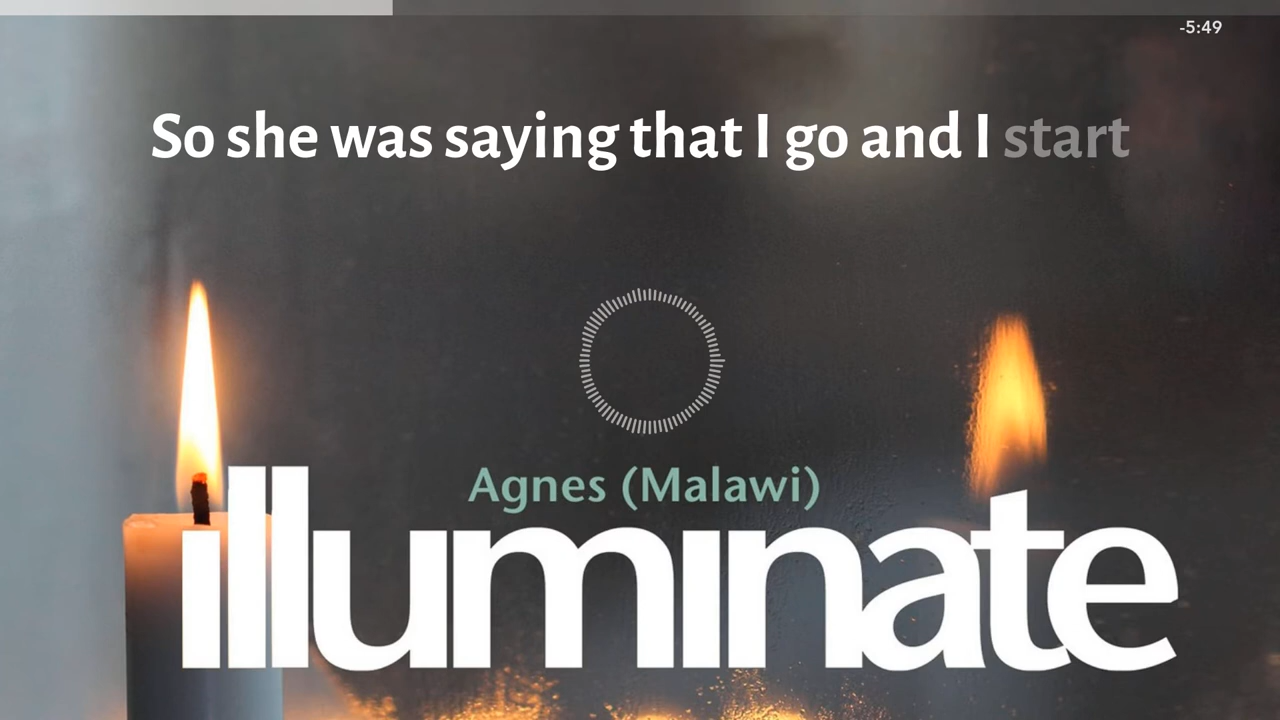 -5:49
So she was saying that I go and I start
Agnes (Malawi)
illuminate